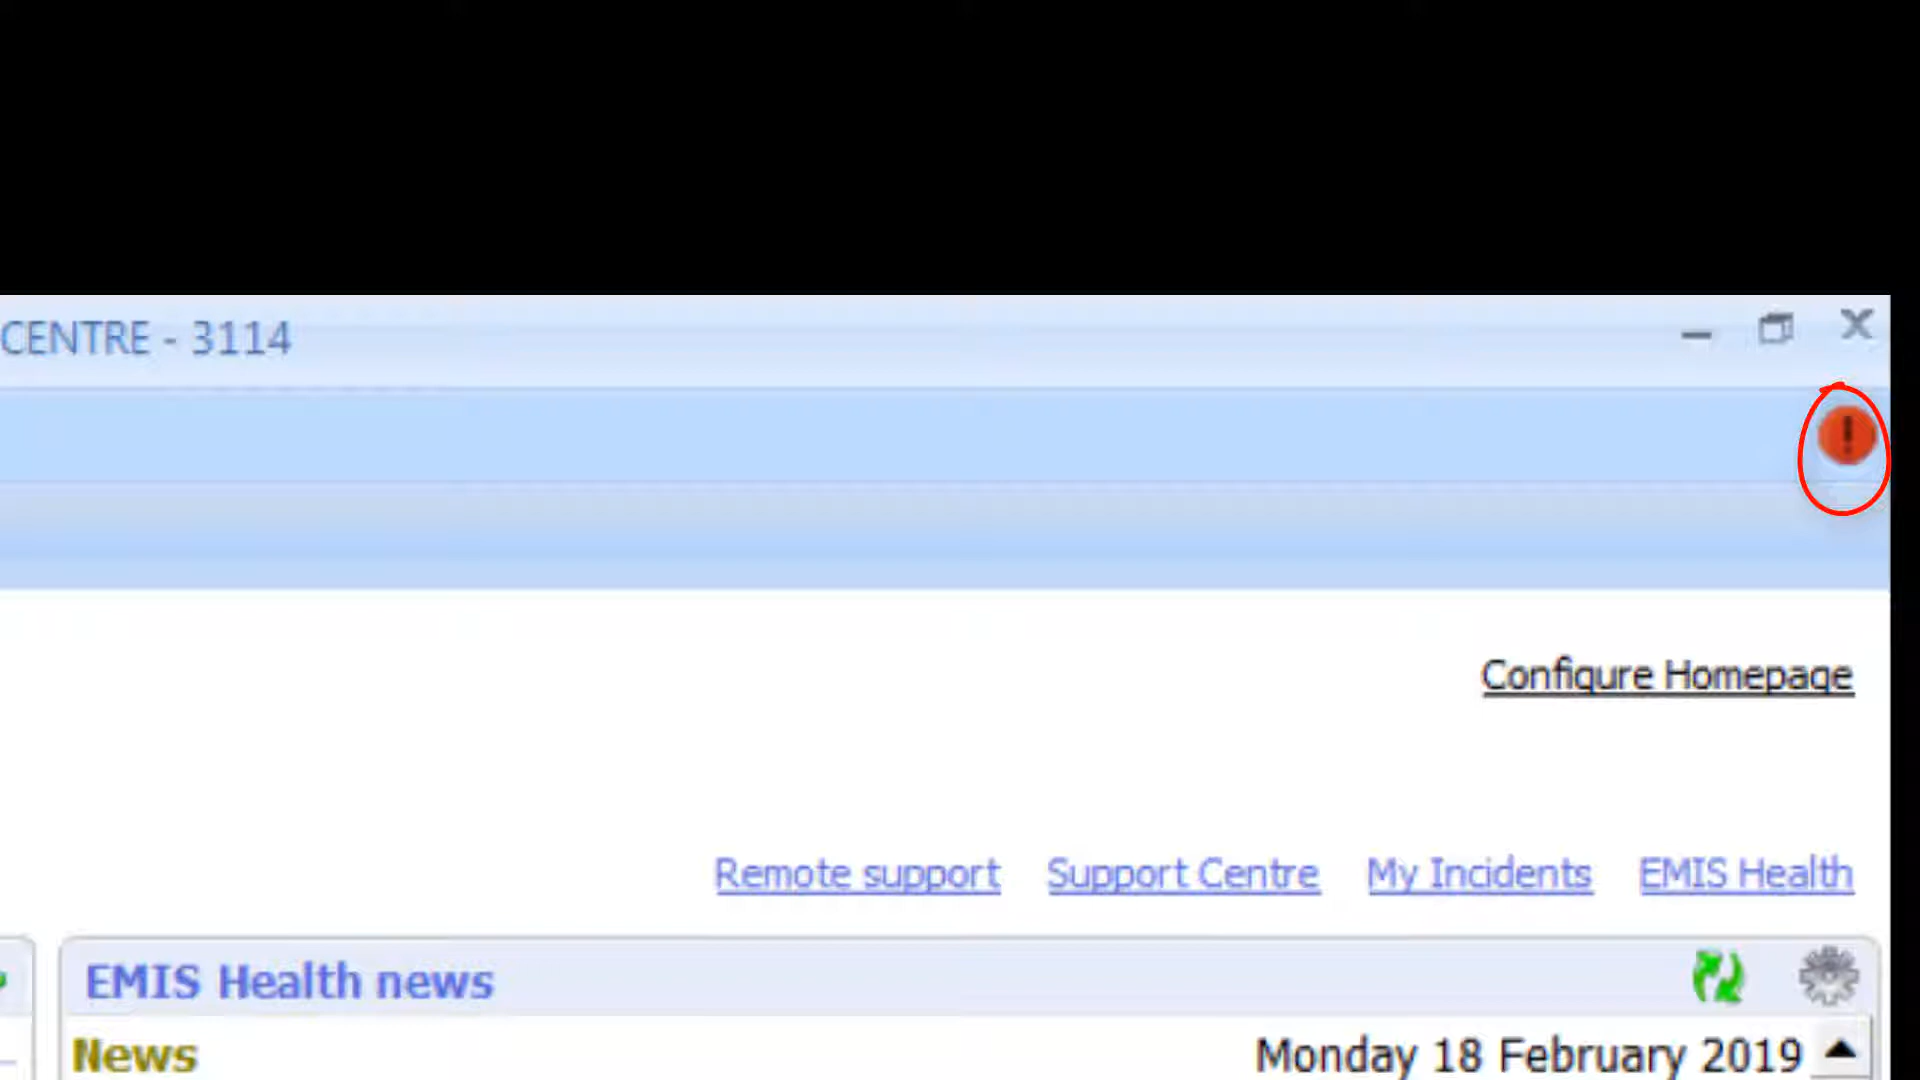 CENTRE - 3114
Configure Homepage
Remote support Support Centre My Incidents EMIS Health
EMIS Health news
News Monday 18 February 2019